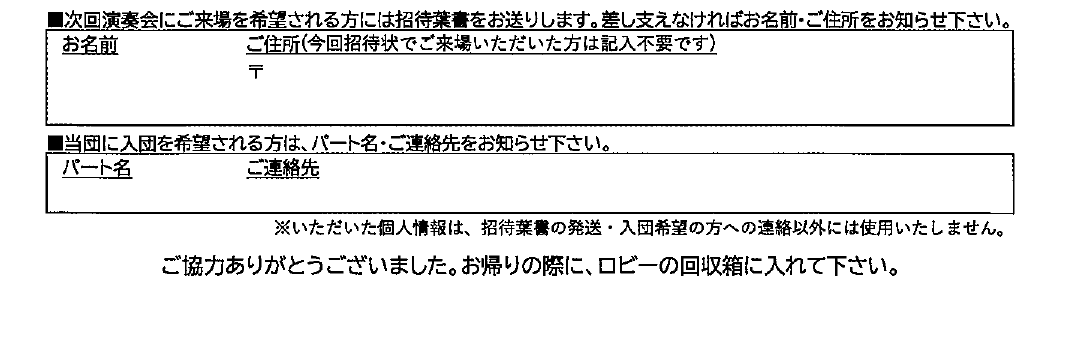 ■次回演奏会にご来場を希望される方には招待葉書をお送りします。差し支えなければお名前・ご住所をお知らせ下さい。
お名前 ご住所(今回招待状でご来場いただいた方は記入不要です)
〒
■当団に入団を希望される方は、パート名・ご連絡先をお知らせ下さい。
パート名 ご連絡先
※いただいた個人情報は、招待葉書の発送・入団希望の方への連絡以外には使用いたしません。
ご協力ありがとうございました。お帰りの際に、ロビーの回収箱に入れて下さい。